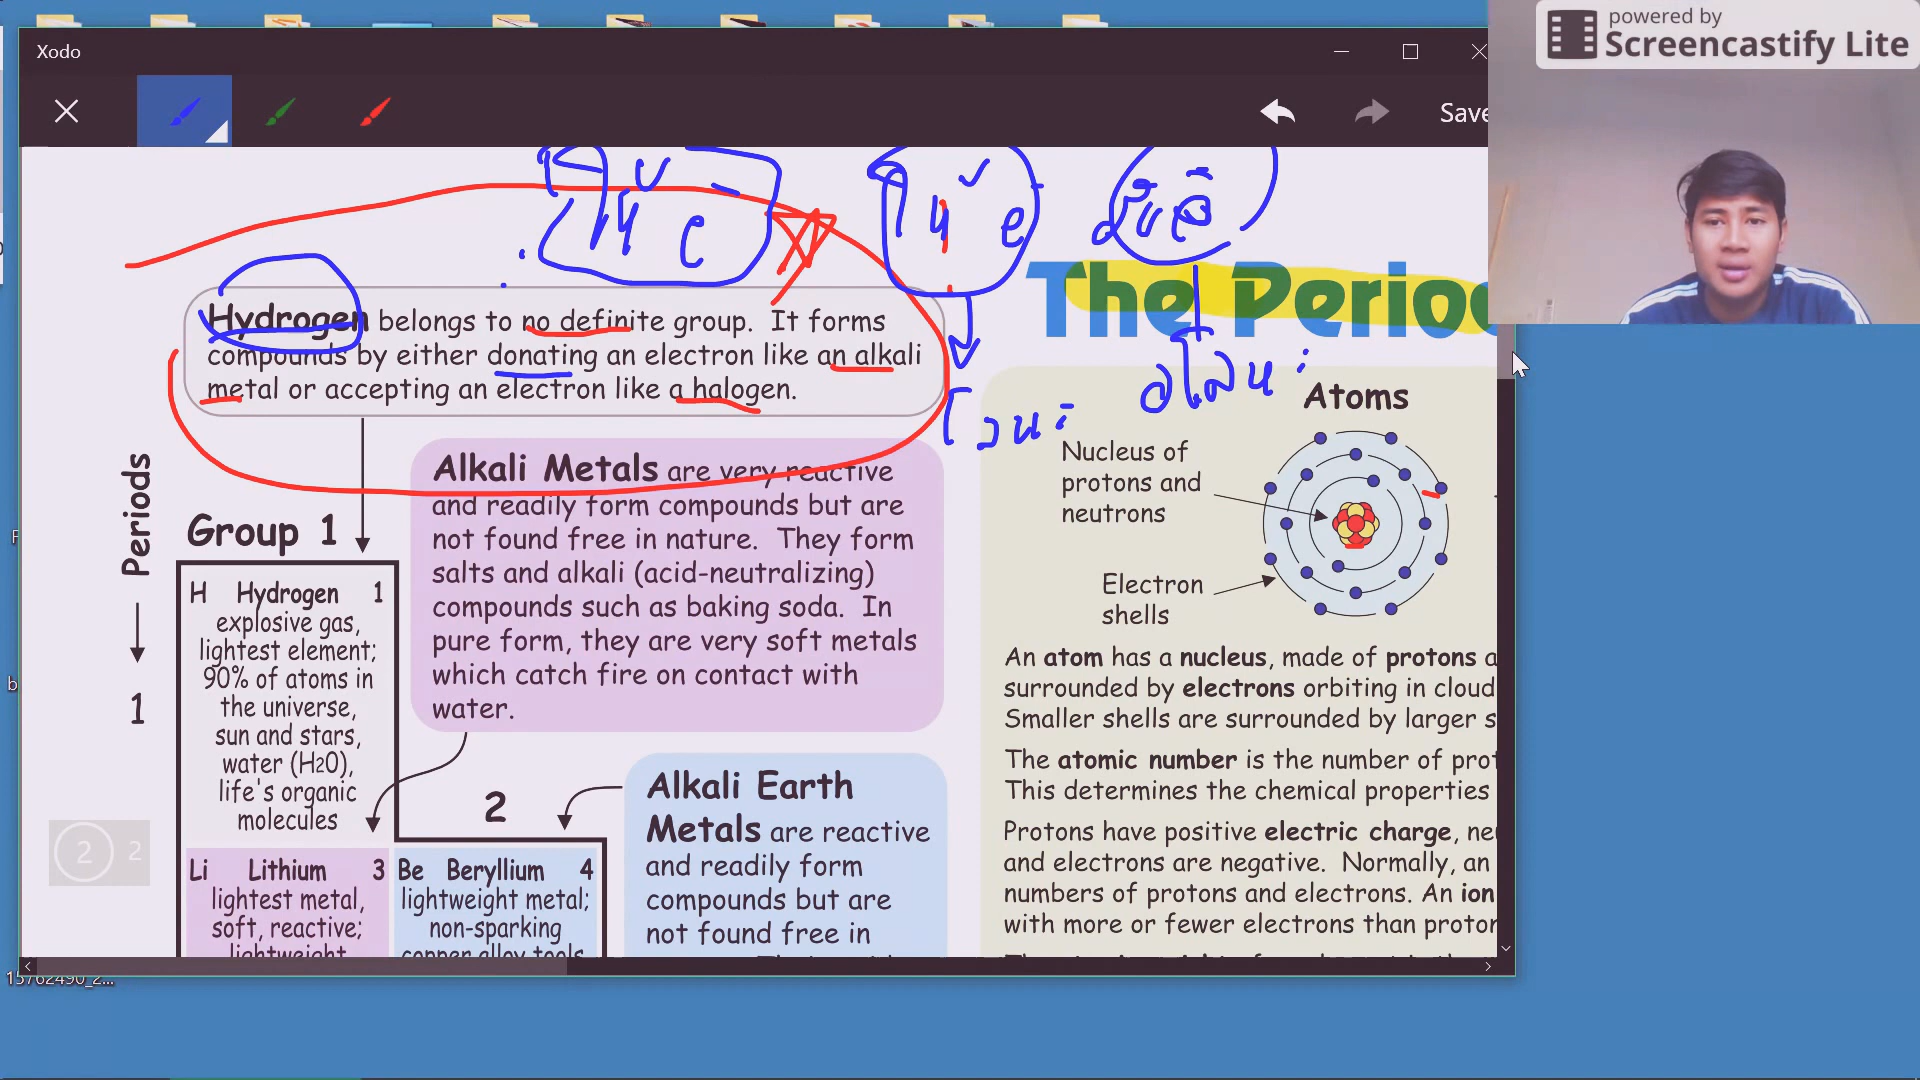 powered by
Screencastify Lite
Xodo
Save
The Perio
Hydrogen belongs to no definite group. It forms
compounds by either donating an electron like an alkali
metal or accepting an electron like a halogen.
Periods
1
Group 1
H Hydrogen 1
explosive gas,
lightest element;
90% of atoms in
the universe,
sun and stars,
water (H2O),
life's organic
molecules
Alkali Metals are very reactive
and readily form compounds but are
not found free in nature. They form
salts and alkali (acid-neutralizing)
compounds such as baking soda. In
pure form, they are very soft metals
which catch fire on contact with
water.
2
Li Lithium 3
lightest metal,
soft, reactive;
lightweight
Be Beryllium 4
lightweight metal;
non-sparking
copper alloy tools
Alkali Earth
Metals are reactive
and readily form
compounds but are
not found free in
Atoms
Nucleus of
protons and
neutrons
Electron
shells
An atom has a nucleus, made of protons a
surrounded by electrons orbiting in cloud
Smaller shells are surrounded by larger s
The atomic number is the number of prot
This determines the chemical properties
Protons have positive electric charge, neu
and electrons are negative. Normally, an
numbers of protons and electrons. An ion
with more or fewer electrons than proton
2 2
15762490_2...